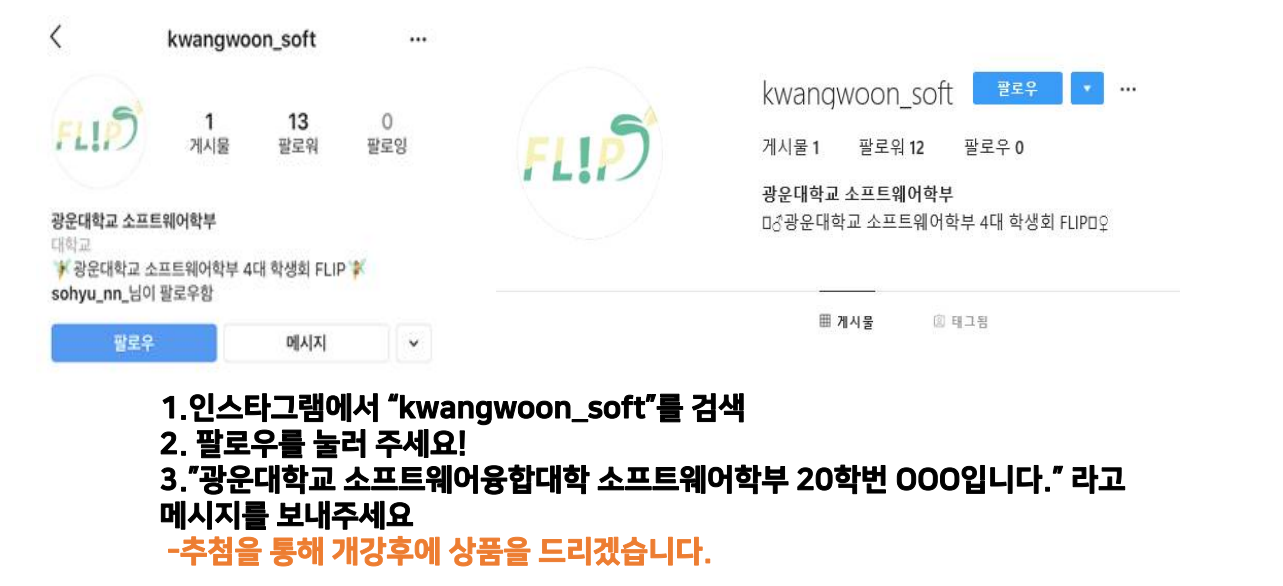 kwangwoon_soft
FL!P
1 13 0
게시물 팔로워 팔로잉
광운대학교 소프트웨어학부
대학교
🧚광운대학교 소프트웨어학부 4대 학생회 FLIP🧚
sohyu_nn_님이 팔로우함
팔로우 메시지
FL!P
kwangwoon_soft 팔로우
게시물 1 팔로워 12 팔로우 0
광운대학교 소프트웨어학부
▯♂광운대학교 소프트웨어학부 4대 학생회 FLIP▯♀
게시물 태그됨
1.인스타그램에서 “kwangwoon_soft”를 검색
2. 팔로우를 눌러 주세요!
3.”광운대학교 소프트웨어융합대학 소프트웨어학부 20학번 OOO입니다.” 라고
메시지를 보내주세요
-추첨을 통해 개강후에 상품을 드리겠습니다.